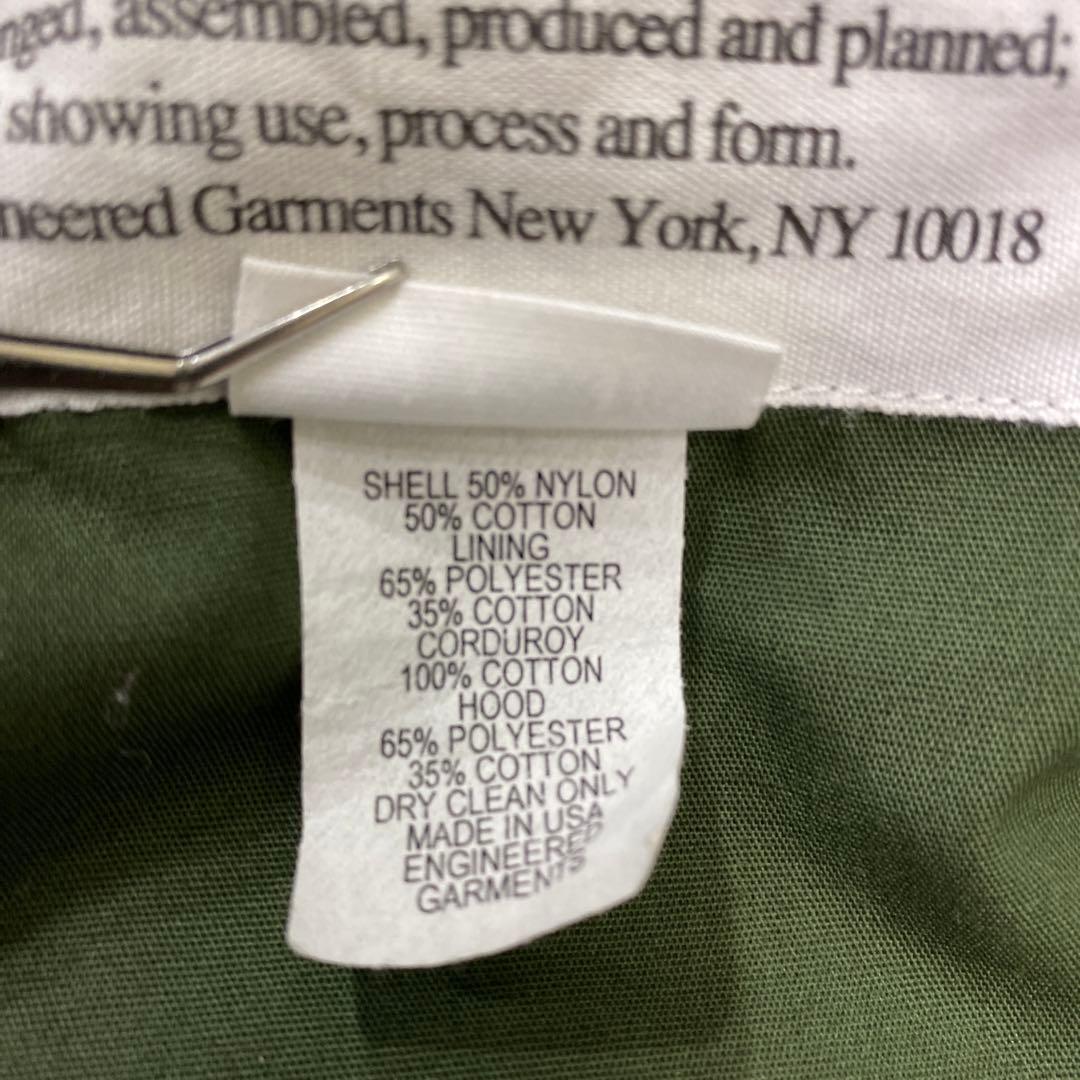 nged, assembled, produced and planned;
showing use, process and form.
neered Garments New York, NY 10018
SHELL 50% NYLON
50% COTTON
LINING
65% POLYESTER
35% COTTON
CORDUROY
100% COTTON
HOOD
65% POLYESTER
35% COTTON
DRY CLEAN ONLY
MADE IN USA
ENGINEERED
GARMENTS